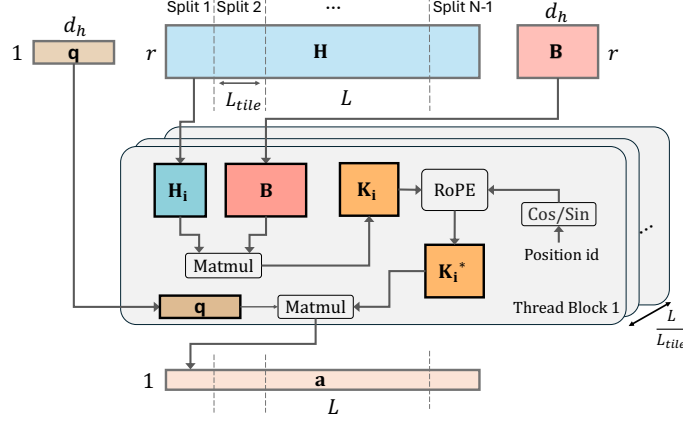 Split 1 Split 2 ... Split N-1
d_h
d_h
1 q
r H
B r
L_tile
L
H_i
B
K_i
RoPE
Cos/Sin
Matmul
Position id
K_i*
...
q
Matmul
Thread Block 1
L
L_tile
1 a
L